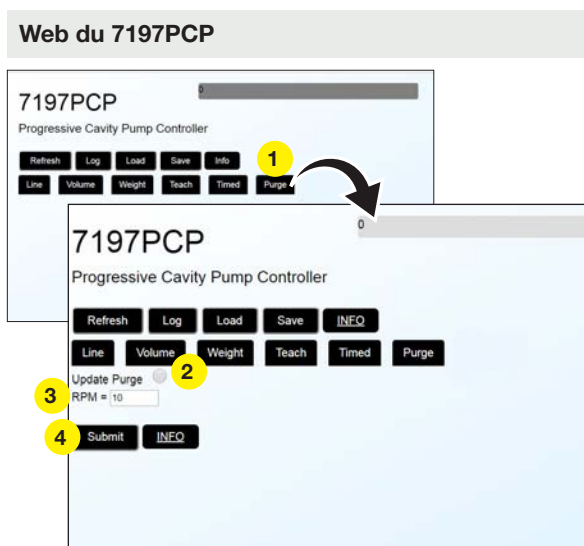 Web du 7197PCP
0
7197PCP
Progressive Cavity Pump Controller
Refresh Log Load Save Info
1
Line Volume Weight Teach Timed Purge
0
7197PCP
Progressive Cavity Pump Controller
Refresh Log Load Save INFO
Line Volume Weight Teach Timed Purge
Update Purge 2
3 RPM = 10
4 Submit INFO